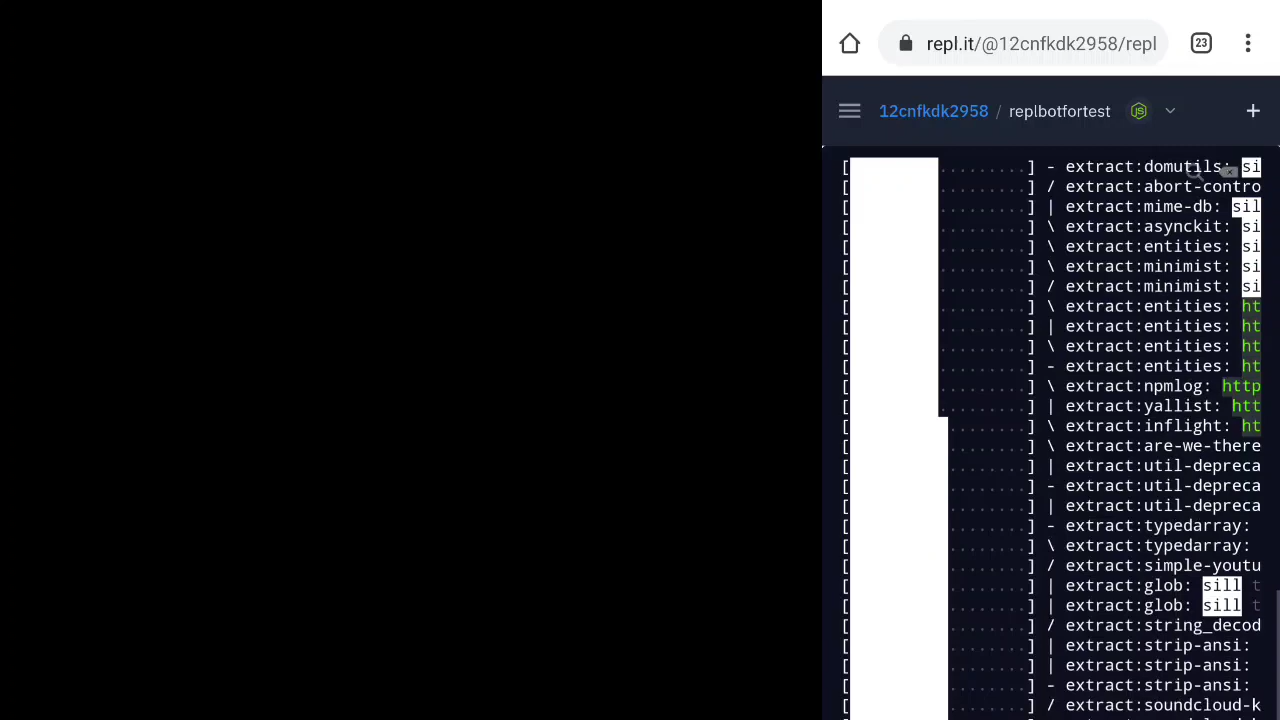 repl.it/@12cnfkdk2958/repl
23
12cnfkdk2958 / replbotfortest
[ .........] - extract:domutils: si
[ .........] / extract:abort-contro
[ .........] | extract:mime-db: sil
[ .........] \ extract:asynckit: si
[ .........] \ extract:entities: si
[ .........] \ extract:minimist: si
[ .........] / extract:minimist: si
[ .........] \ extract:entities: ht
[ .........] | extract:entities: ht
[ .........] \ extract:entities: ht
[ .........] - extract:entities: ht
[ .........] \ extract:npmlog: http
[ .........] | extract:yallist: htt
[ ........] \ extract:inflight: ht
[ ........] \ extract:are-we-there
[ ........] | extract:util-depreca
[ ........] - extract:util-depreca
[ ........] | extract:util-depreca
[ ........] - extract:typedarray:
[ ........] \ extract:typedarray:
[ ........] / extract:simple-youtu
[ ........] | extract:glob: sill t
[ ........] | extract:glob: sill t
[ ........] / extract:string_decod
[ ........] | extract:strip-ansi:
[ ........] | extract:strip-ansi:
[ ........] - extract:strip-ansi:
[ ........] / extract:soundcloud-k